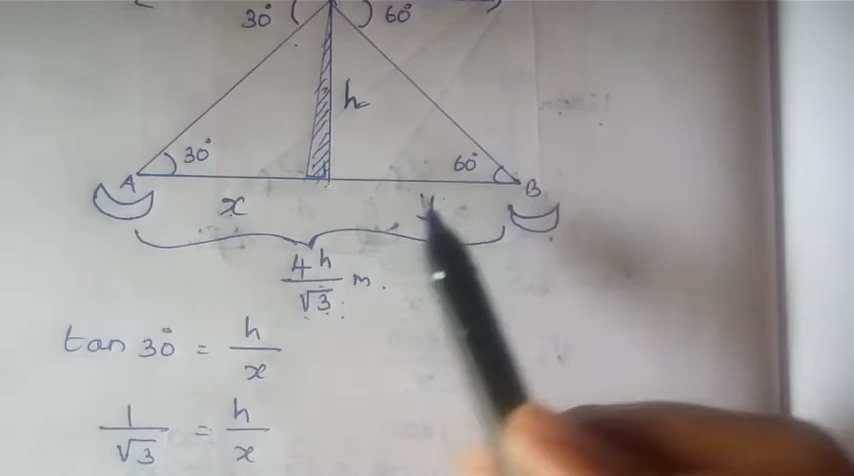 30° 60°
h
30° 60°
A B
x y
4h/√3 m.
tan 30° = h/x
1/√3 = h/x